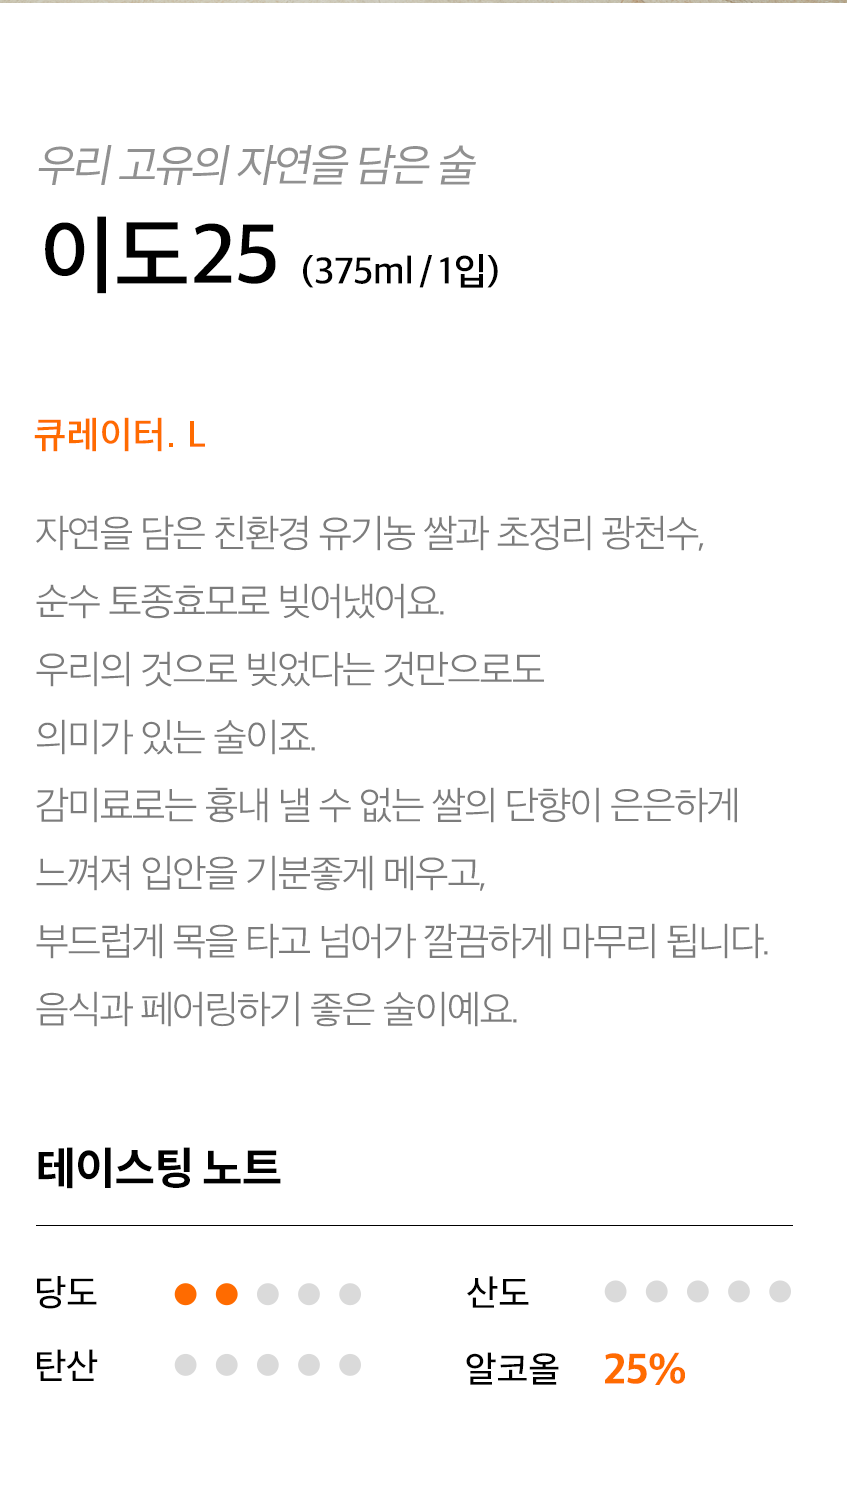 우리 고유의 자연을 담은 술
이도25 (375ml / 1입)
큐레이터. L
자연을 담은 친환경 유기농 쌀과 초정리 광천수,
순수 토종효모로 빚어냈어요.
우리의 것으로 빚었다는 것만으로도
의미가 있는 술이죠.
감미료로는 흉내 낼 수 없는 쌀의 단향이 은은하게
느껴져 입안을 기분좋게 메우고,
부드럽게 목을 타고 넘어가 깔끔하게 마무리 됩니다.
음식과 페어링하기 좋은 술이예요.
테이스팅 노트
당도 산도
탄산 알코올 25%